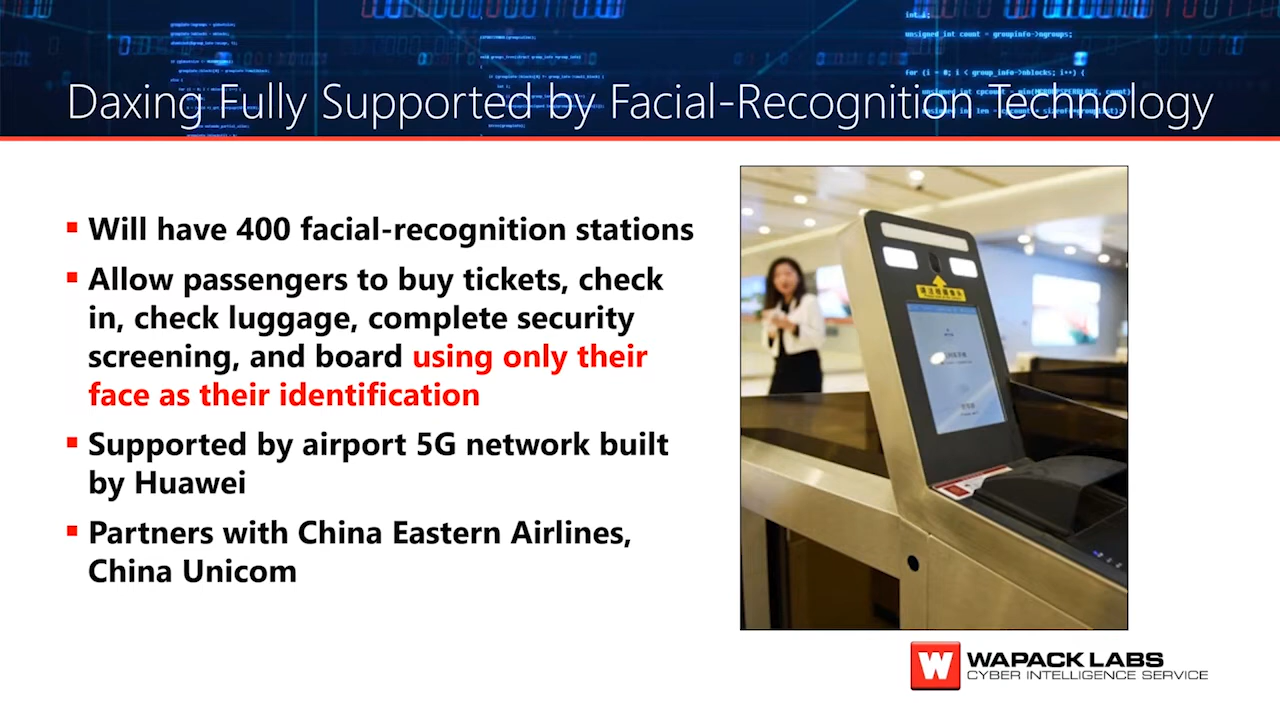 Daxing Fully Supported by Facial-Recognition Technology
Will have 400 facial-recognition stations
Allow passengers to buy tickets, check
in, check luggage, complete security
screening, and board using only their
face as their identification
Supported by airport 5G network built
by Huawei
Partners with China Eastern Airlines,
China Unicom
WAPACK LABS
CYBER INTELLIGENCE SERVICE